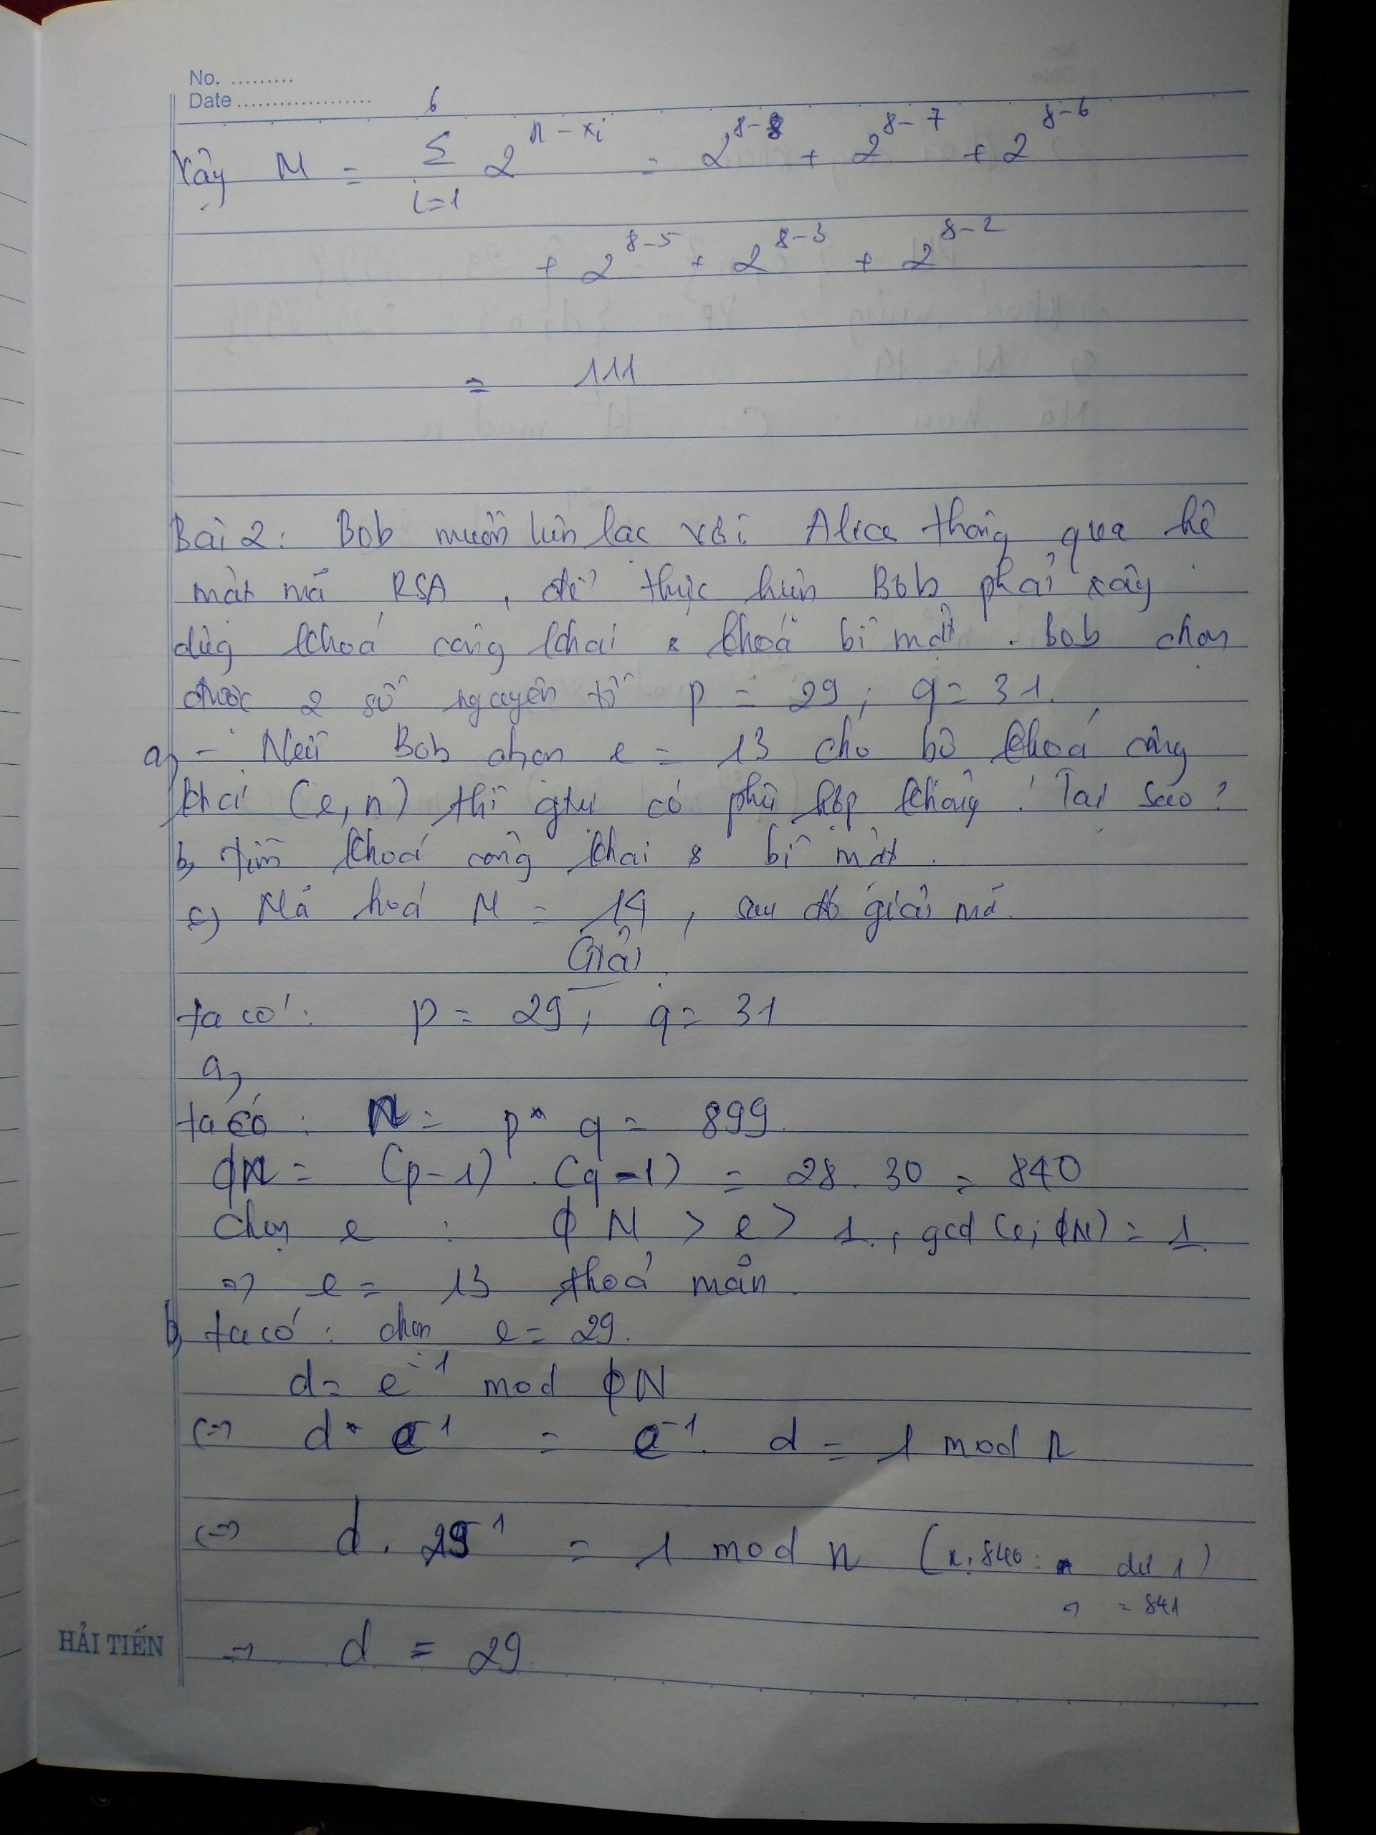 No. .........
Date ...................
Vậy M = 6 Σ i=1 2^n-xi = 2^8-8 + 2^8-7 + 2^8-6
+ 2^8-5 + 2^8-3 + 2^8-2
= 111
Bài 2: Bob muốn liên lạc với Alice thông qua hệ
mật mã RSA, để thực hiện Bob phải xây
dựng khoá công khai & khoá bí mật. Bob chọn
được 2 số nguyên tố p = 29; q = 31.
a, - Nếu Bob chọn e = 13 cho bộ khoá công
khai (e, n) thì có phù hợp không? Tại sao?
b, tìm khoá công khai & bí mật.
c, Mã hoá M = 14, sau đó giải mã.
Giải
ta có: p = 29; q = 31
a,
ta có: n = p * q = 899
ϕN = (p-1).(q-1) = 28.30 = 840
Chọn e : ϕN > e > 1, gcd (e; ϕN) = 1
=> e = 13 thoả mãn.
b, ta có: chọn e = 29.
d = e^-1 mod ϕN
<=> d * e^-1 = e^-1. d = 1 mod n
<=> d. 29^1 = 1 mod n (x.840 : dư 1)
= 841
=> d = 29
HẢI TIẾN